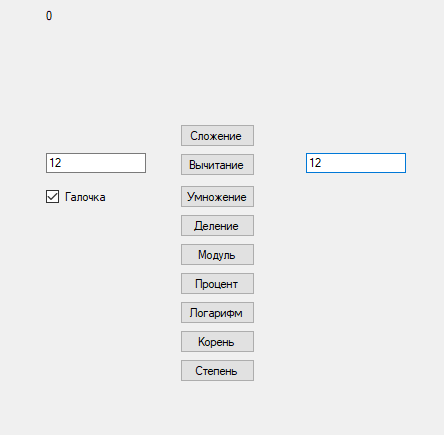 0
Сложение
12
Вычитание
12
Галочка
Умножение
Деление
Модуль
Процент
Логарифм
Корень
Степень